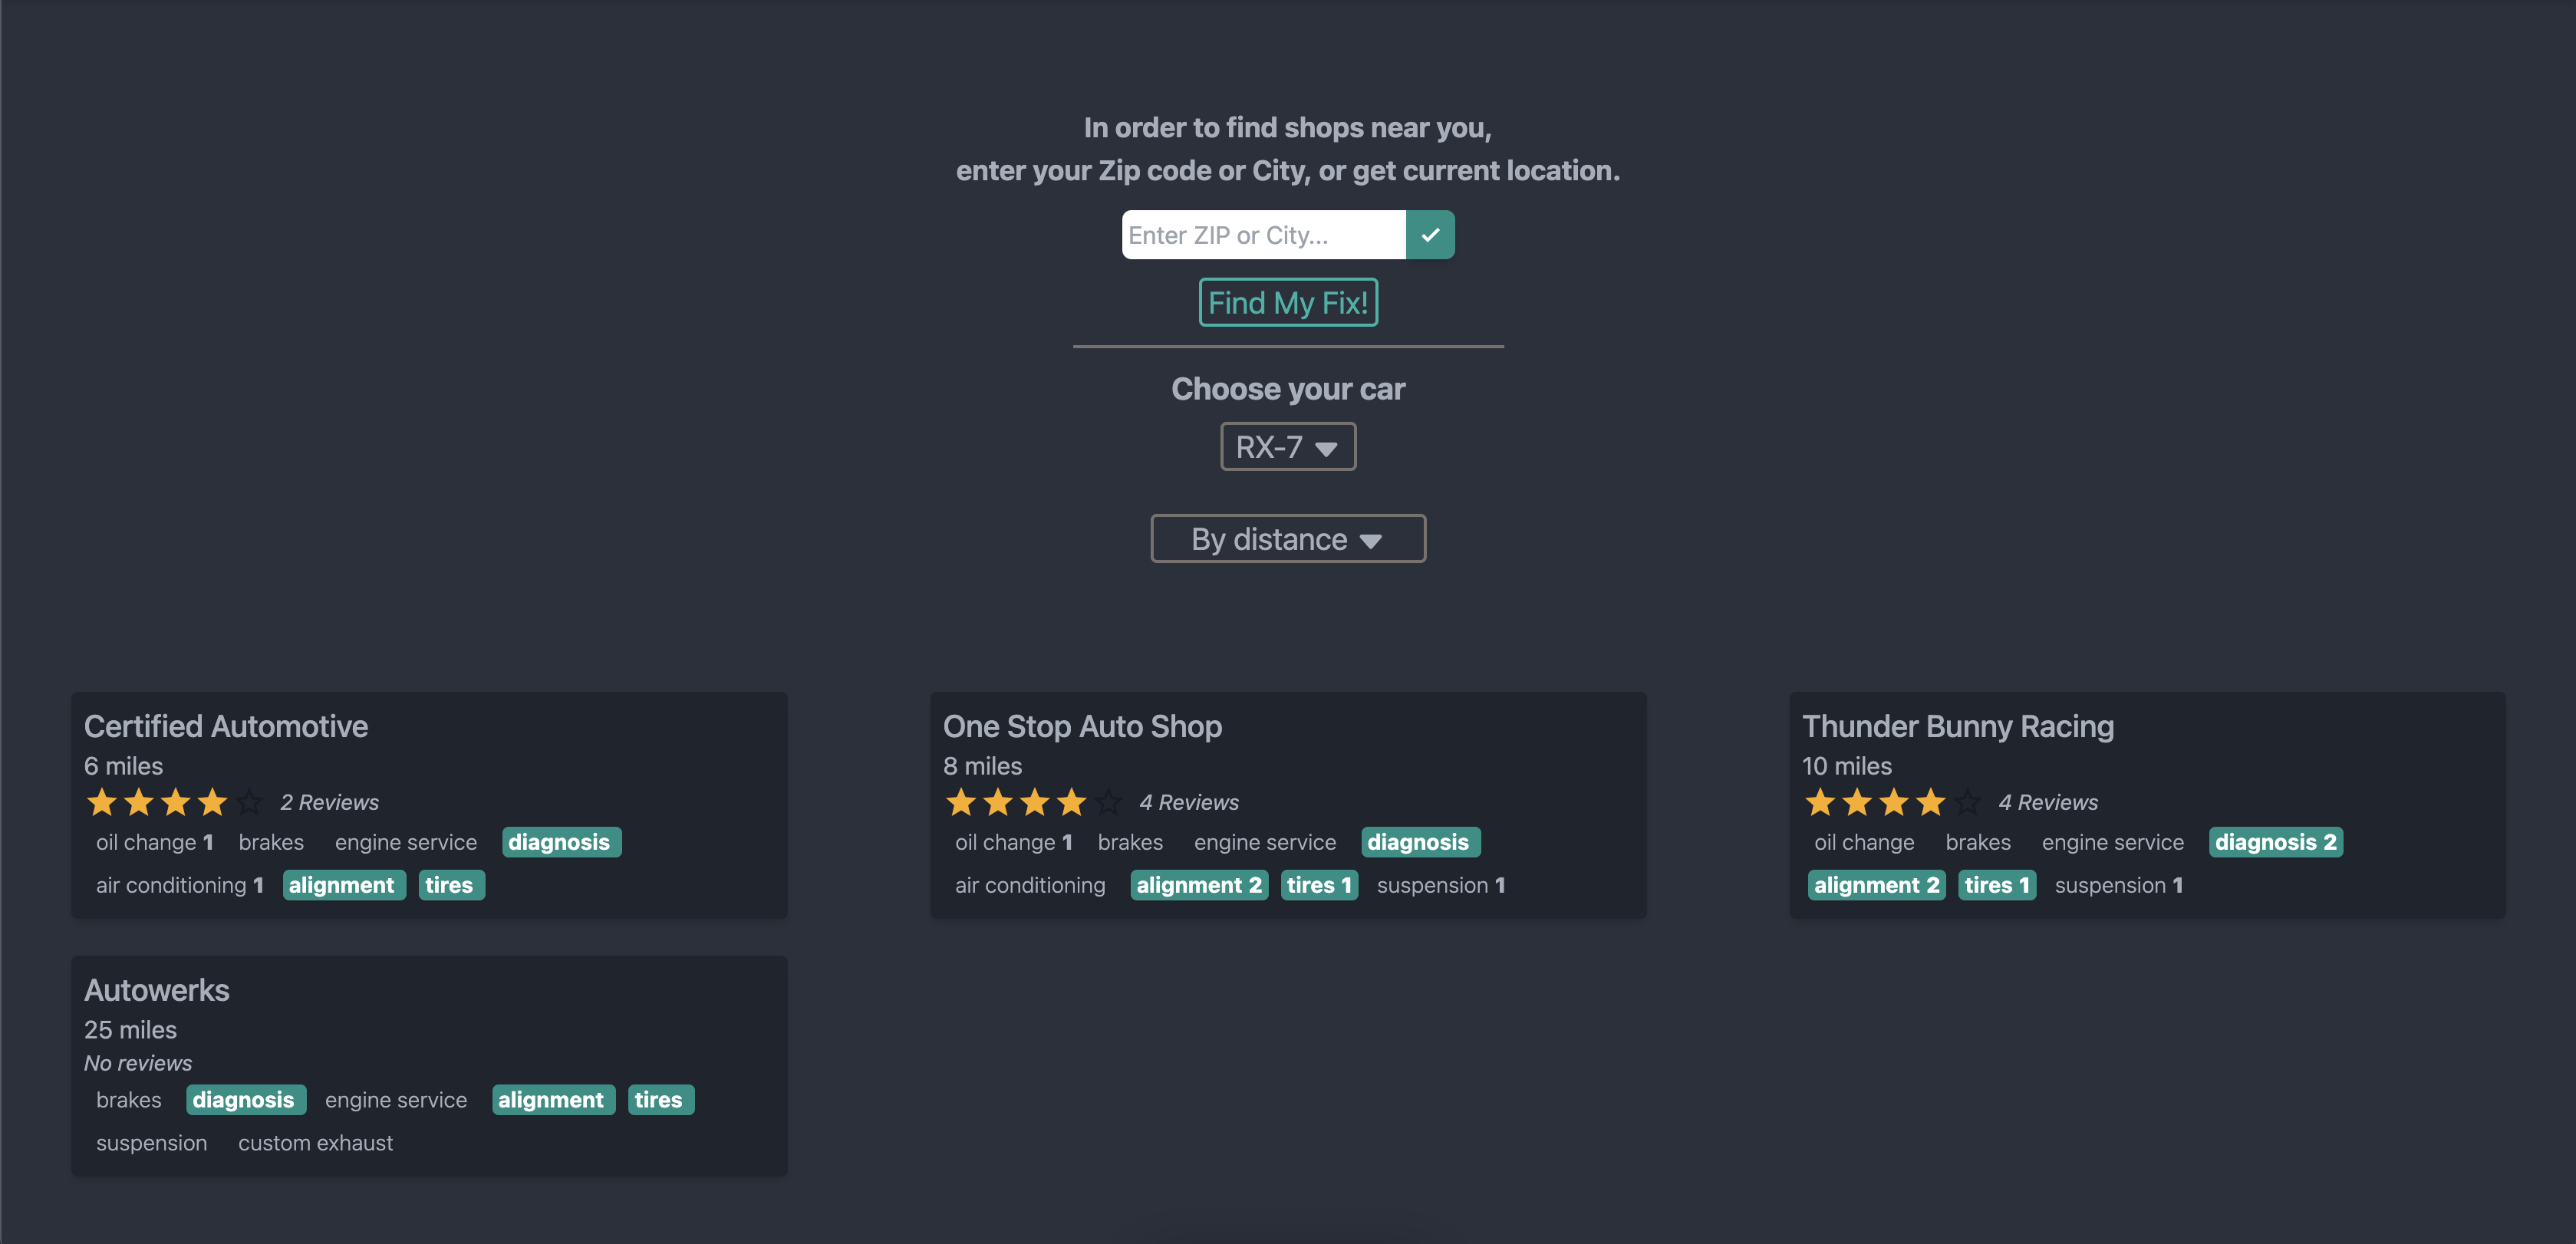 In order to find shops near you,
enter your Zip code or City, or get current location.
Enter ZIP or City...
Find My Fix!
Choose your car
RX-7
By distance
Certified Automotive
6 miles
2 Reviews
oil change 1 brakes engine service diagnosis
air conditioning 1 alignment tires
One Stop Auto Shop
8 miles
4 Reviews
oil change 1 brakes engine service diagnosis
air conditioning alignment 2 tires 1 suspension 1
Thunder Bunny Racing
10 miles
4 Reviews
oil change brakes engine service diagnosis 2
alignment 2 tires 1 suspension 1
Autowerks
25 miles
No reviews
brakes diagnosis engine service alignment tires
suspension custom exhaust